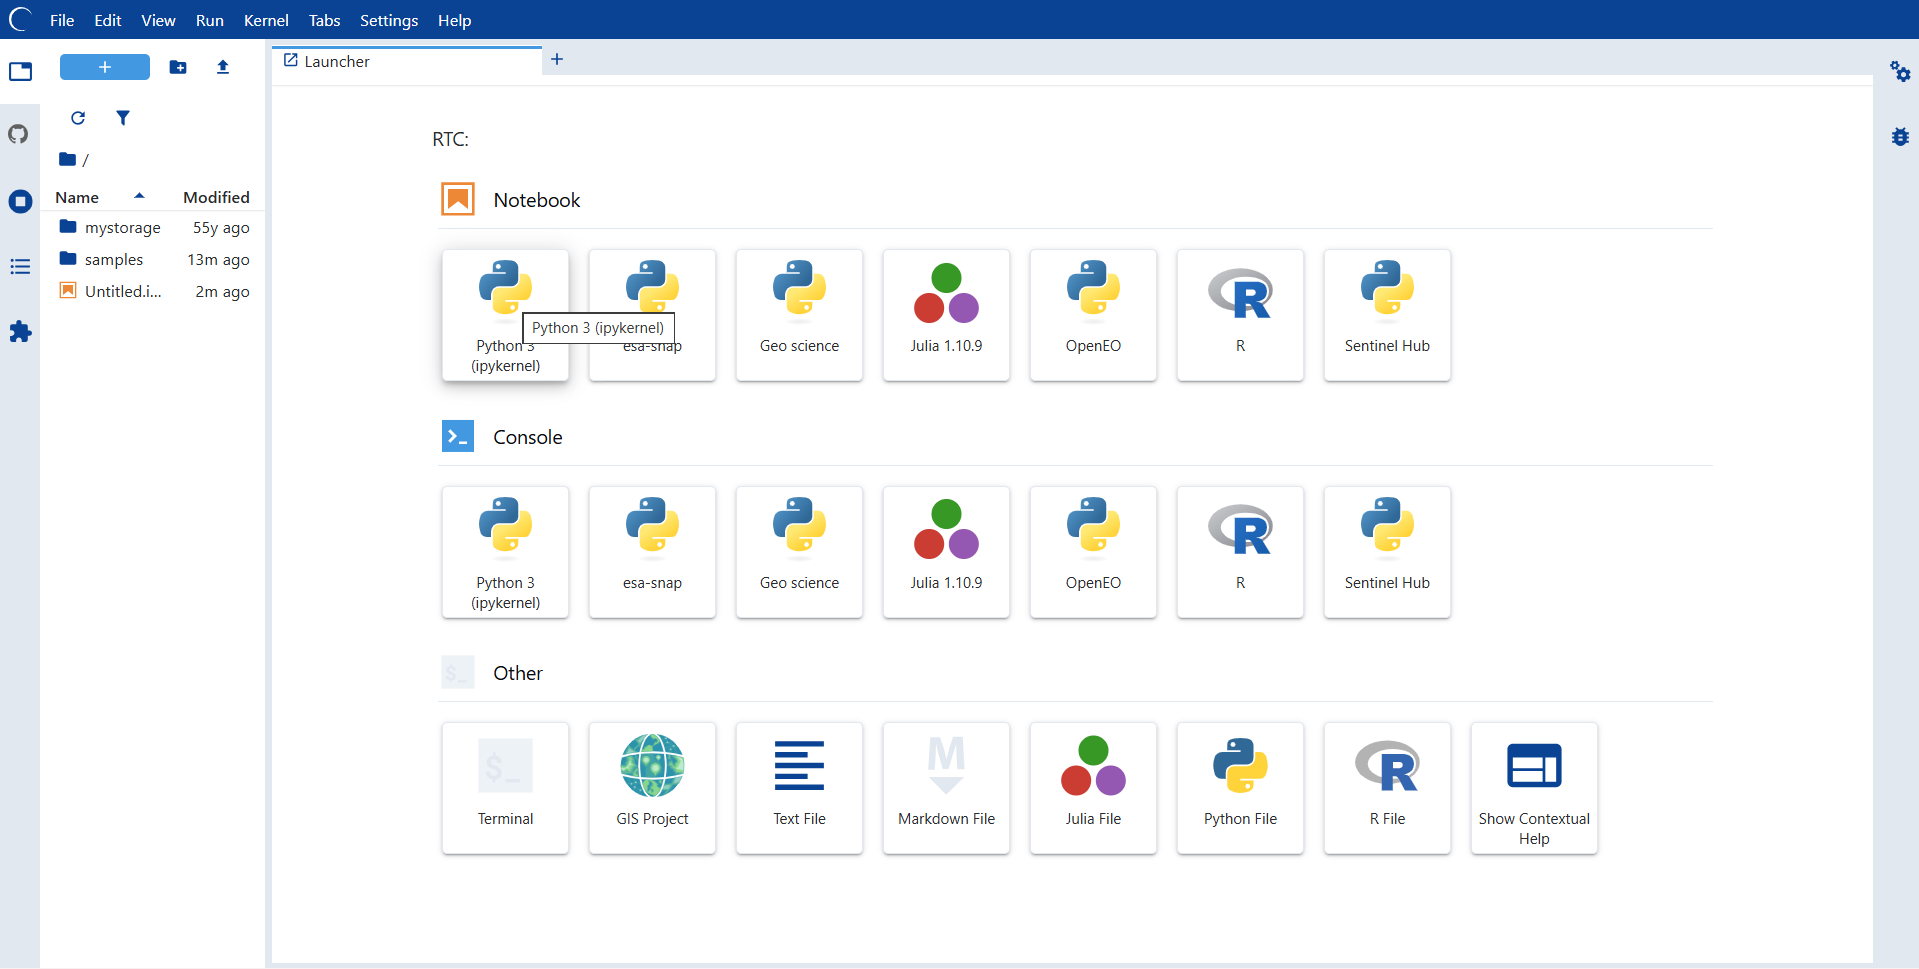 File Edit View Run Kernel Tabs Settings Help
Launcher
RTC:
/
Name Modified
mystorage 55y ago
samples 13m ago
Untitled.i... 2m ago
Notebook
Python 3 (ipykernel)
Python 3
(ipykernel)
esa-snap
Geo science
Julia 1.10.9
OpenEO
R
Sentinel Hub
Console
Python 3
(ipykernel)
esa-snap
Geo science
Julia 1.10.9
OpenEO
R
Sentinel Hub
$_ Other
$_
Terminal
GIS Project
Text File
M
Markdown File
Julia File
Python File
R File
Show Contextual
Help